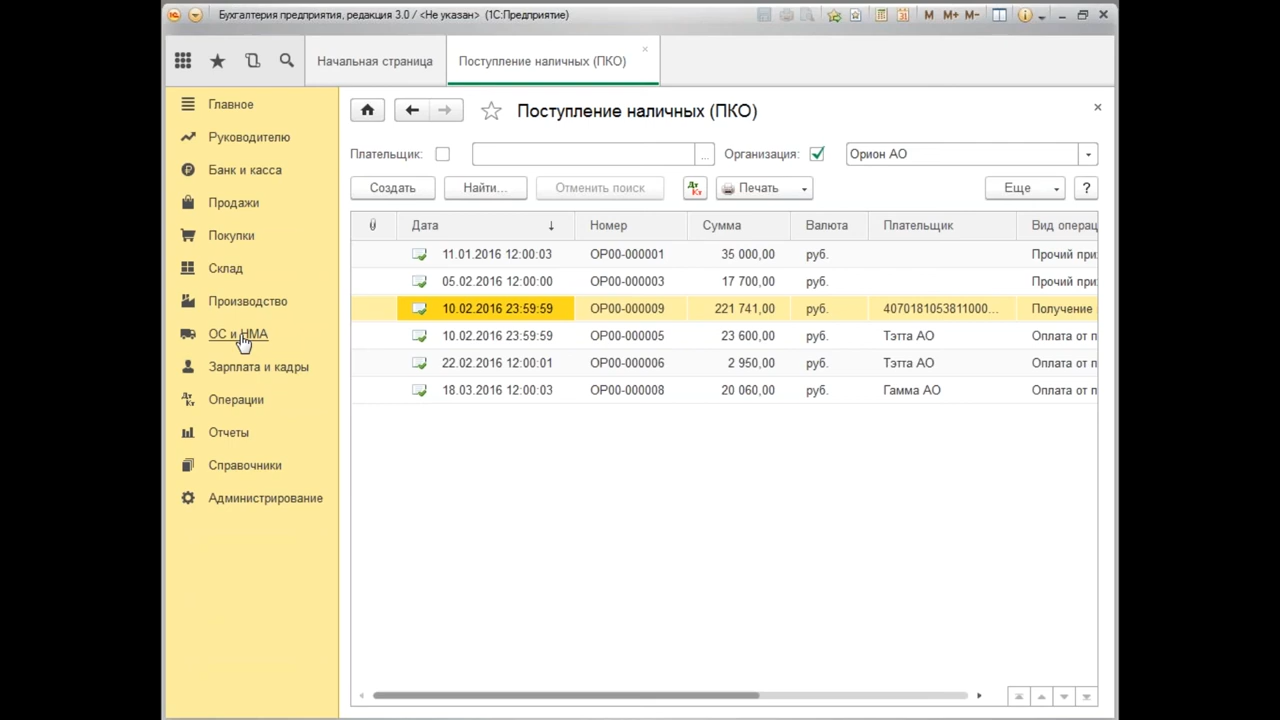 Бухгалтерия предприятия, редакция 3.0 / <Не указан> (1С:Предприятие)
M M+ M-
Начальная страница
Поступление наличных (ПКО)
Главное
Руководителю
Банк и касса
Продажи
Покупки
Склад
Производство
ОС и НМА
Зарплата и кадры
Операции
Отчеты
Справочники
Администрирование
Поступление наличных (ПКО)
Плательщик: ... Организация: Орион АО
Создать Найти... Отменить поиск Дт Кт Печать Еще ?
Дата Номер Сумма Валюта Плательщик Вид операц
11.01.2016 12:00:03 ОР00-000001 35 000,00 руб. Прочий при
05.02.2016 12:00:00 ОР00-000003 17 700,00 руб. Прочий при
10.02.2016 23:59:59 ОР00-000009 221 741,00 руб. 4070181053811000... Получение
10.02.2016 23:59:59 ОР00-000005 23 600,00 руб. Тэтта АО Оплата от п
22.02.2016 12:00:01 ОР00-000006 2 950,00 руб. Тэтта АО Оплата от п
18.03.2016 12:00:03 ОР00-000008 20 060,00 руб. Гамма АО Оплата от п